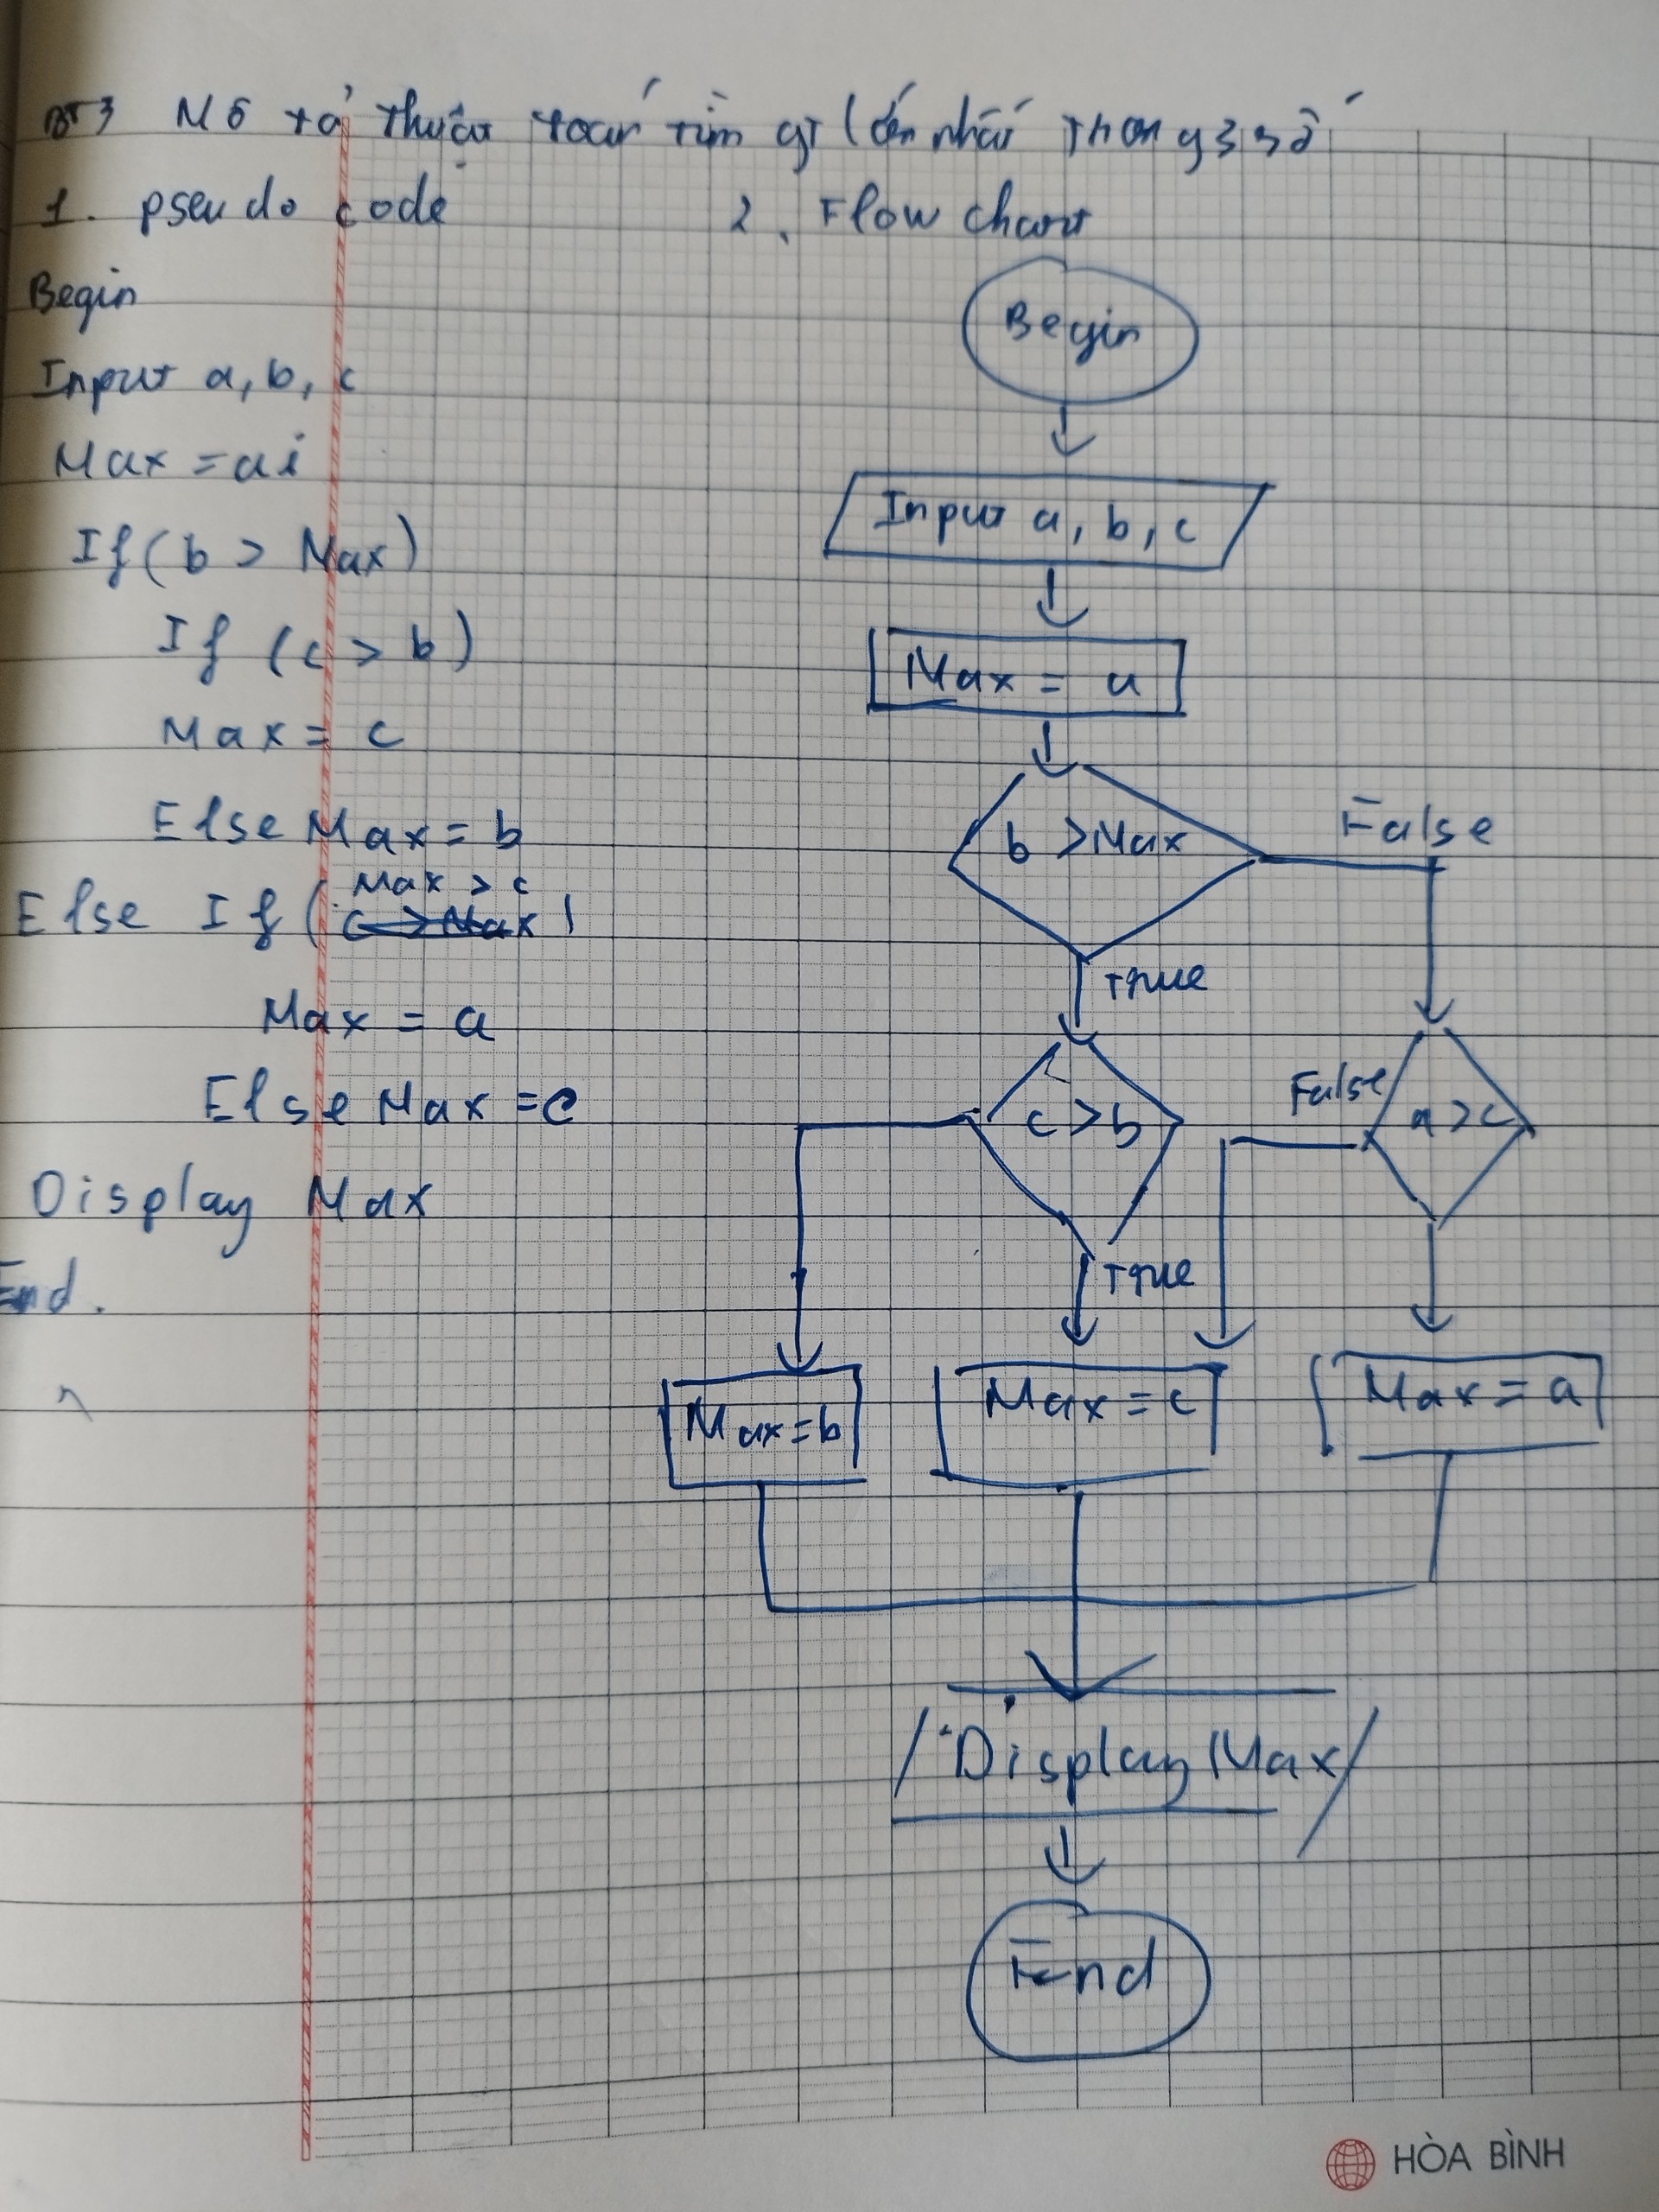 BT3 Mô tả thuật toán tìm gt lớn nhất trong 3 số
1. pseudo code
Begin
Input a, b, c
Max = a;
If (b > Max)
If (c > b)
Max = c
Else Max = b
Max > c
Else If (c > Max)
Max = a
Else Max = c
Display Max
End.
2. Flow chart
Begin
Input a, b, c
Max = a
b > Max
False
True
c > b
False
a > c
True
Max = b
Max = c
Max = a
Display Max
End
HÒA BÌNH